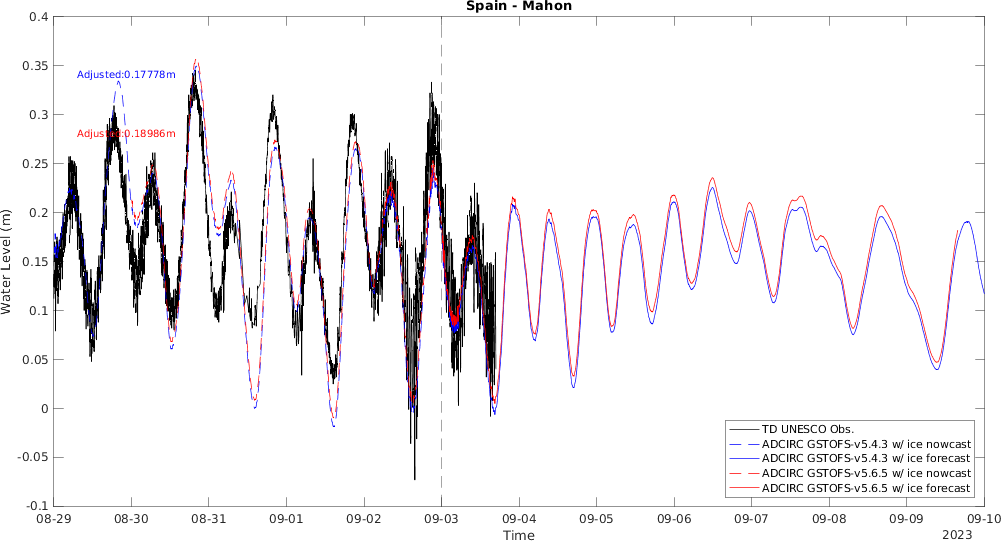 Spain - Mahon
0.4
0.35
0.3
0.25
0.2
0.15
0.1
0.05
0
-0.05
-0.1
Water Level (m)
Adjusted:0.17778m
Adjusted:0.18986m
TD UNESCO Obs.
ADCIRC GSTOFS-v5.4.3 w/ ice nowcast
ADCIRC GSTOFS-v5.4.3 w/ ice forecast
ADCIRC GSTOFS-v5.6.5 w/ ice nowcast
ADCIRC GSTOFS-v5.6.5 w/ ice forecast
08-29 08-30 08-31 09-01 09-02 09-03 09-04 09-05 09-06 09-07 09-08 09-09 09-10
Time
2023